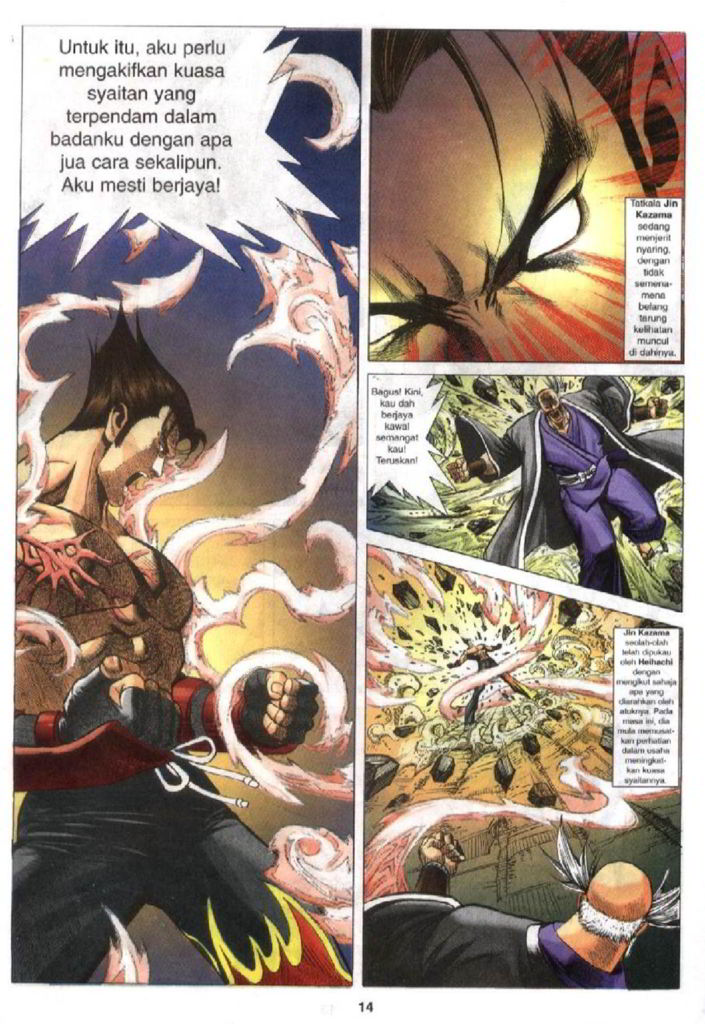 Untuk itu, aku perlu
mengakifkan kuasa
syaitan yang
terpendam dalam
badanku dengan apa
jua cara sekalipun.
Aku mesti berjaya!
Tatkala Jin
Kazama
sedang
menjerit
nyaring,
dengan
tidak
semena-
mena
belang
tarung
kelihatan
muncul
di dahinya.
Bagus! Kini,
kau dah
berjaya
kawal
semangat
kau!
Teruskan!
Jin Kazama
seolah-olah
telah dipukau
oleh Heihachi
dengan
mengikut sahaja
apa yang
diarahkan oleh
atuknya. Pada
masa ini, dia
mula memusat-
kan perhatian
dalam usaha
meningkat-
kan kuasa
syaitannya.
14